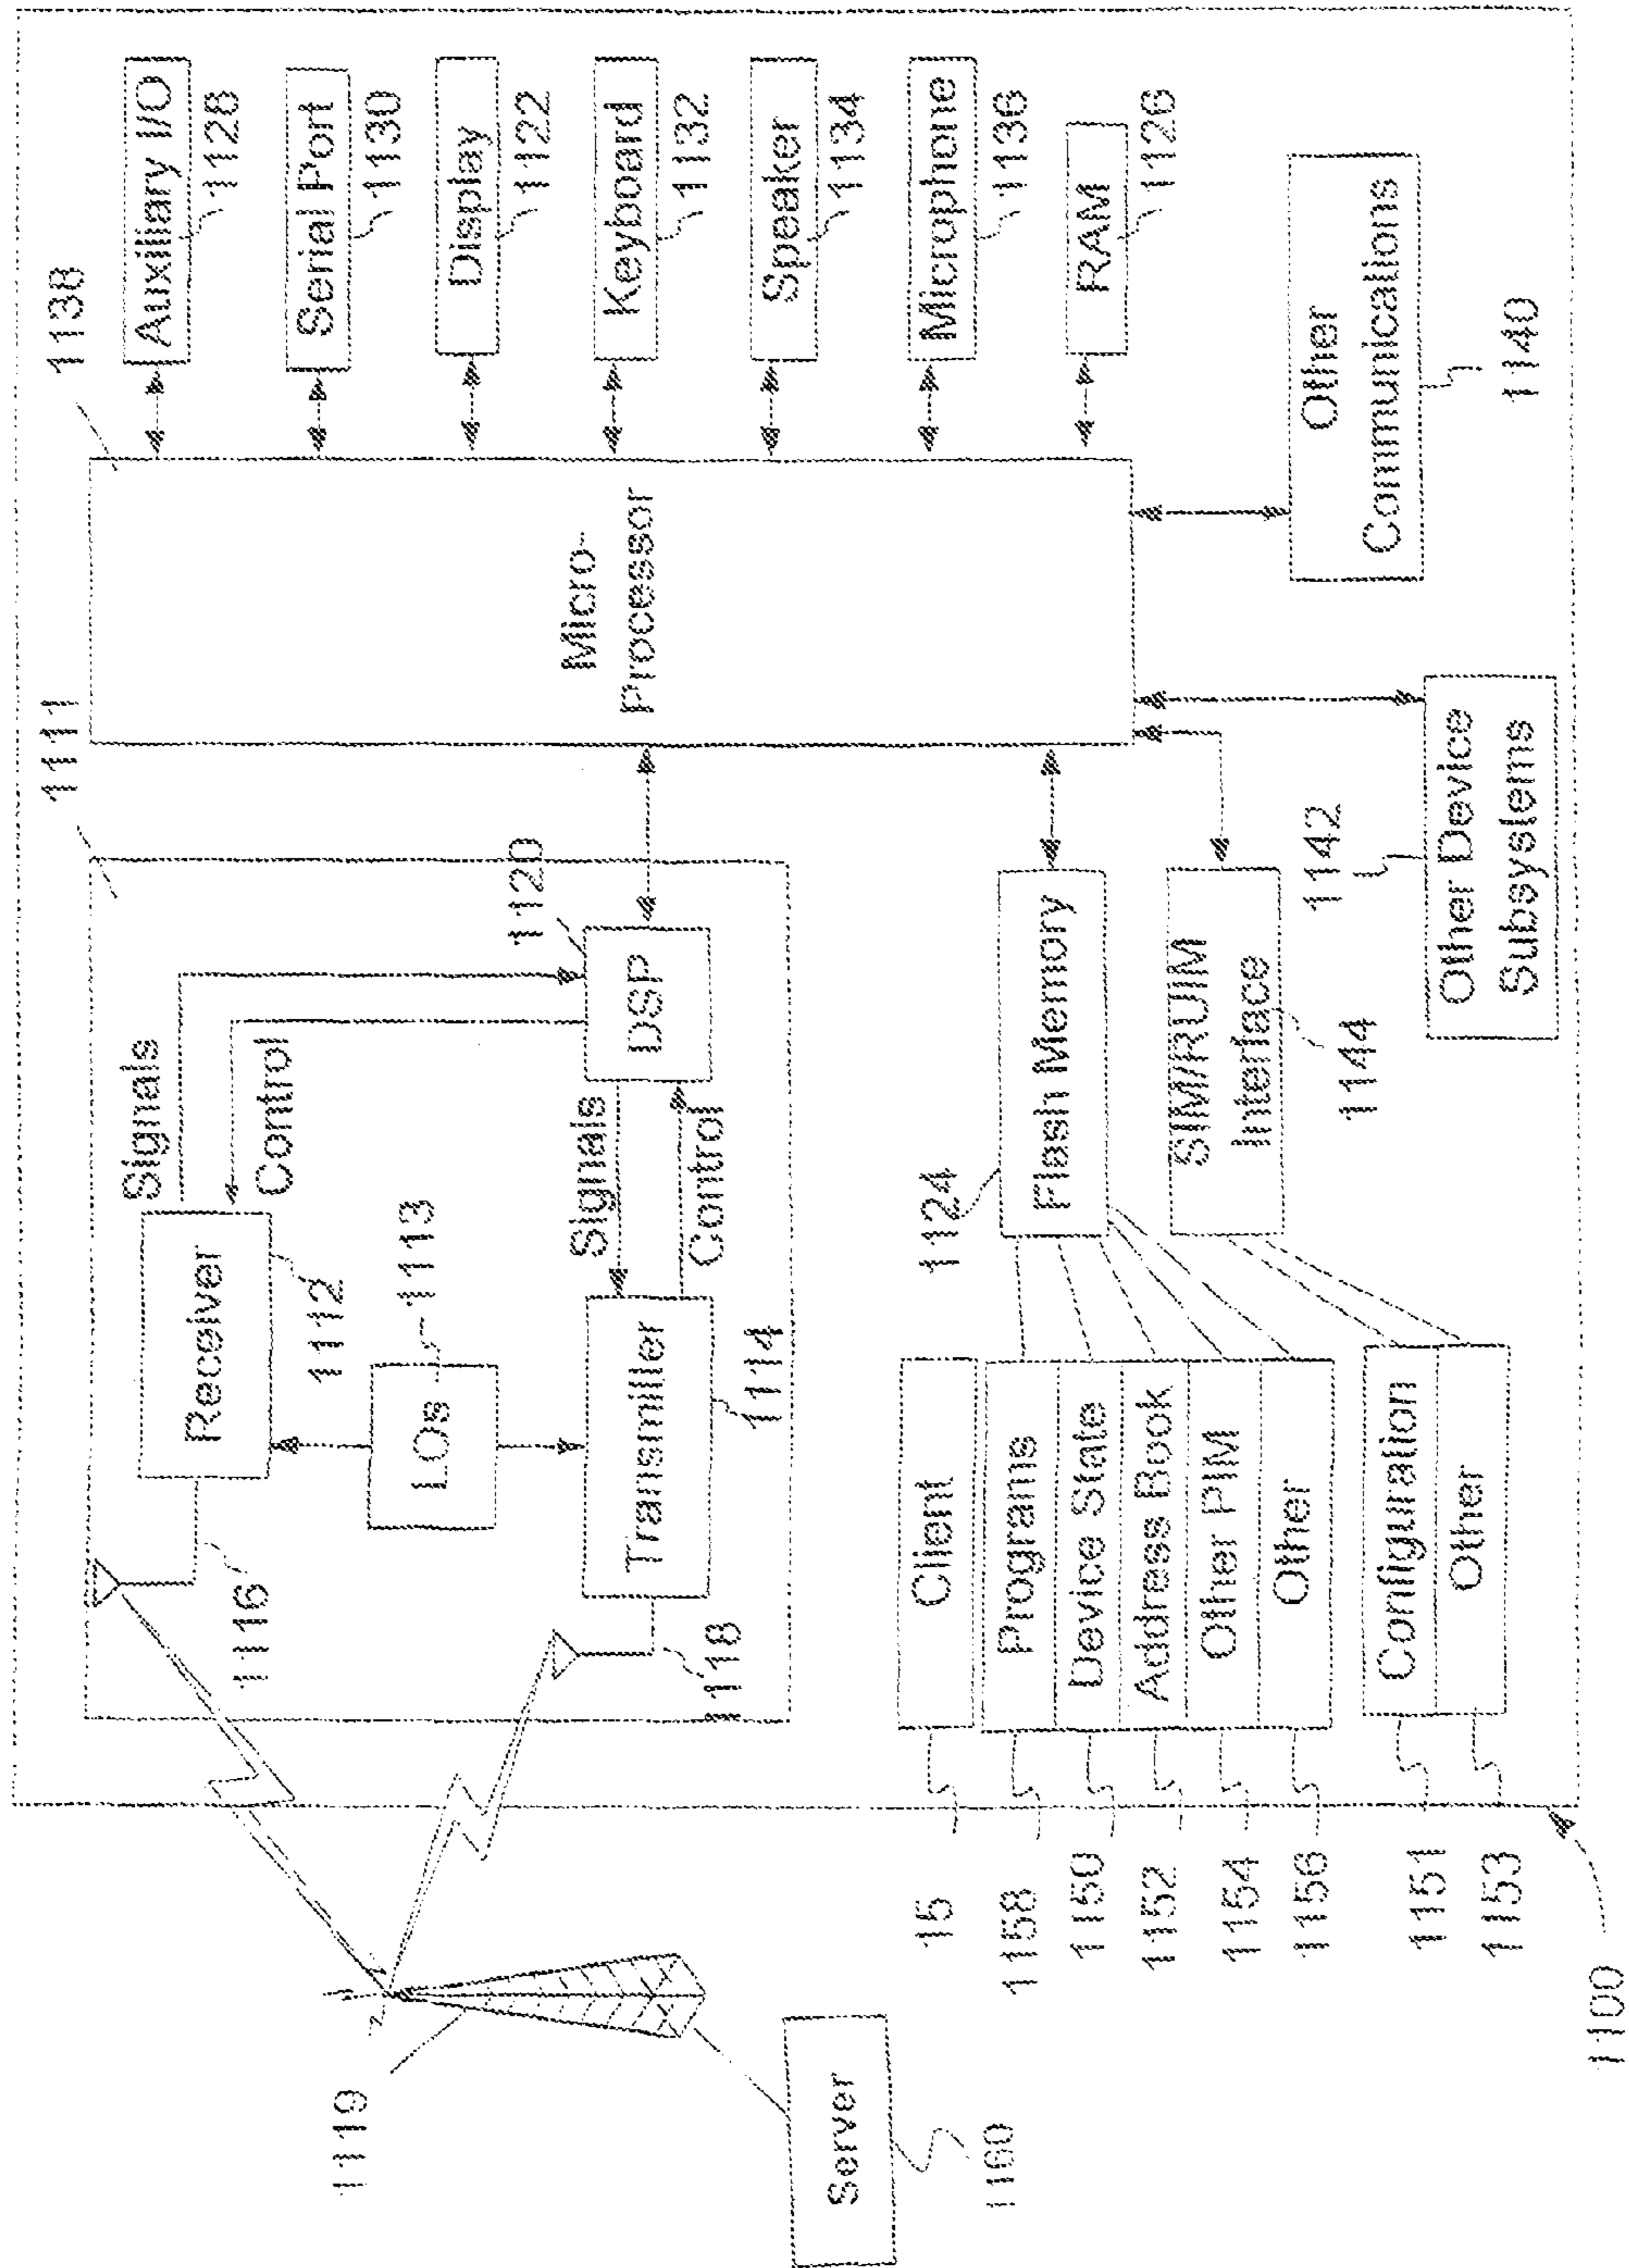 1138
Auxiliary I/O
1128
Serial Port
1130
Display
1122
Keyboard
1132
Speaker
1134
Microphone
1136
RAM
1126
Other
Communications
1140
Micro-
Processor
1111
Signals
Control
1120
DSP
Receiver
1112
1113
LOs
Signals
Control
Transmitter
1114
1116
1118
1124
Flash Memory
SIM/RUIM
Interface
1144
1142
Other Device
Subsystems
Client
Programs
Device State
Address Book
Other PIM
Other
Configuration
Other
15
1158
1150
1152
1154
1156
1151
1153
1119
Server
1160
1100